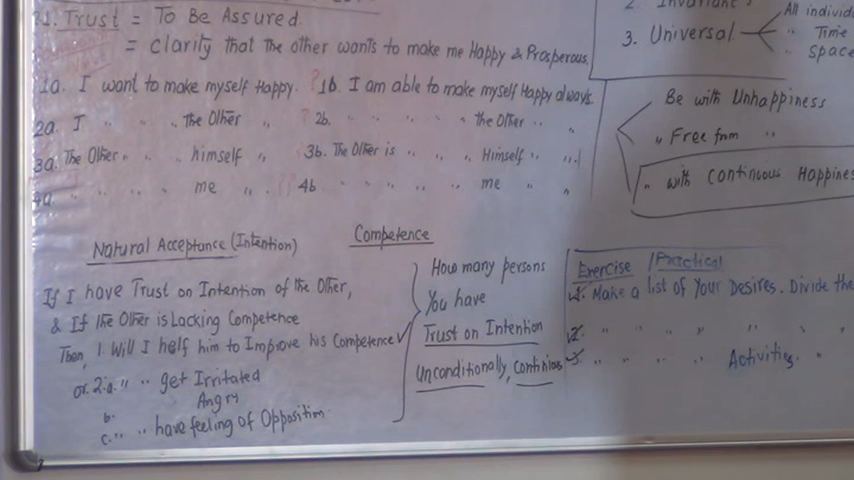 1. Trust = To Be Assured
= clarity that the other wants to make me Happy & Prosperous.
1a. I want to make myself Happy. ? 1b. I am able to make myself Happy always.
2a. I " " " the Other " 2b. " " " " " the Other " "
3a. The Other " " " himself " 3b. The Other is " " " Himself " "
4a. " " " me " " 4b " " " " " me " "
2. Invariant
3. Universal
All individ
" Time
" Space
Be with Unhappiness
" Free from "
" with continuous Happines
Natural Acceptance (Intention)
Competence
If I have Trust on Intention of the Other,
& If the Other is Lacking Competence
Then, 1. Will I helf him to Improve his Competence ✓
or 2.a. " " get Irritated
b. Angry
c. " " have feeling of Opposition
How many persons
You have
Trust on Intention
Unconditionally, Continious
Exercise / Practical
1. Make a list of Your Desires. Divide the
2. " " " " " "
3. " " " " Activities. "